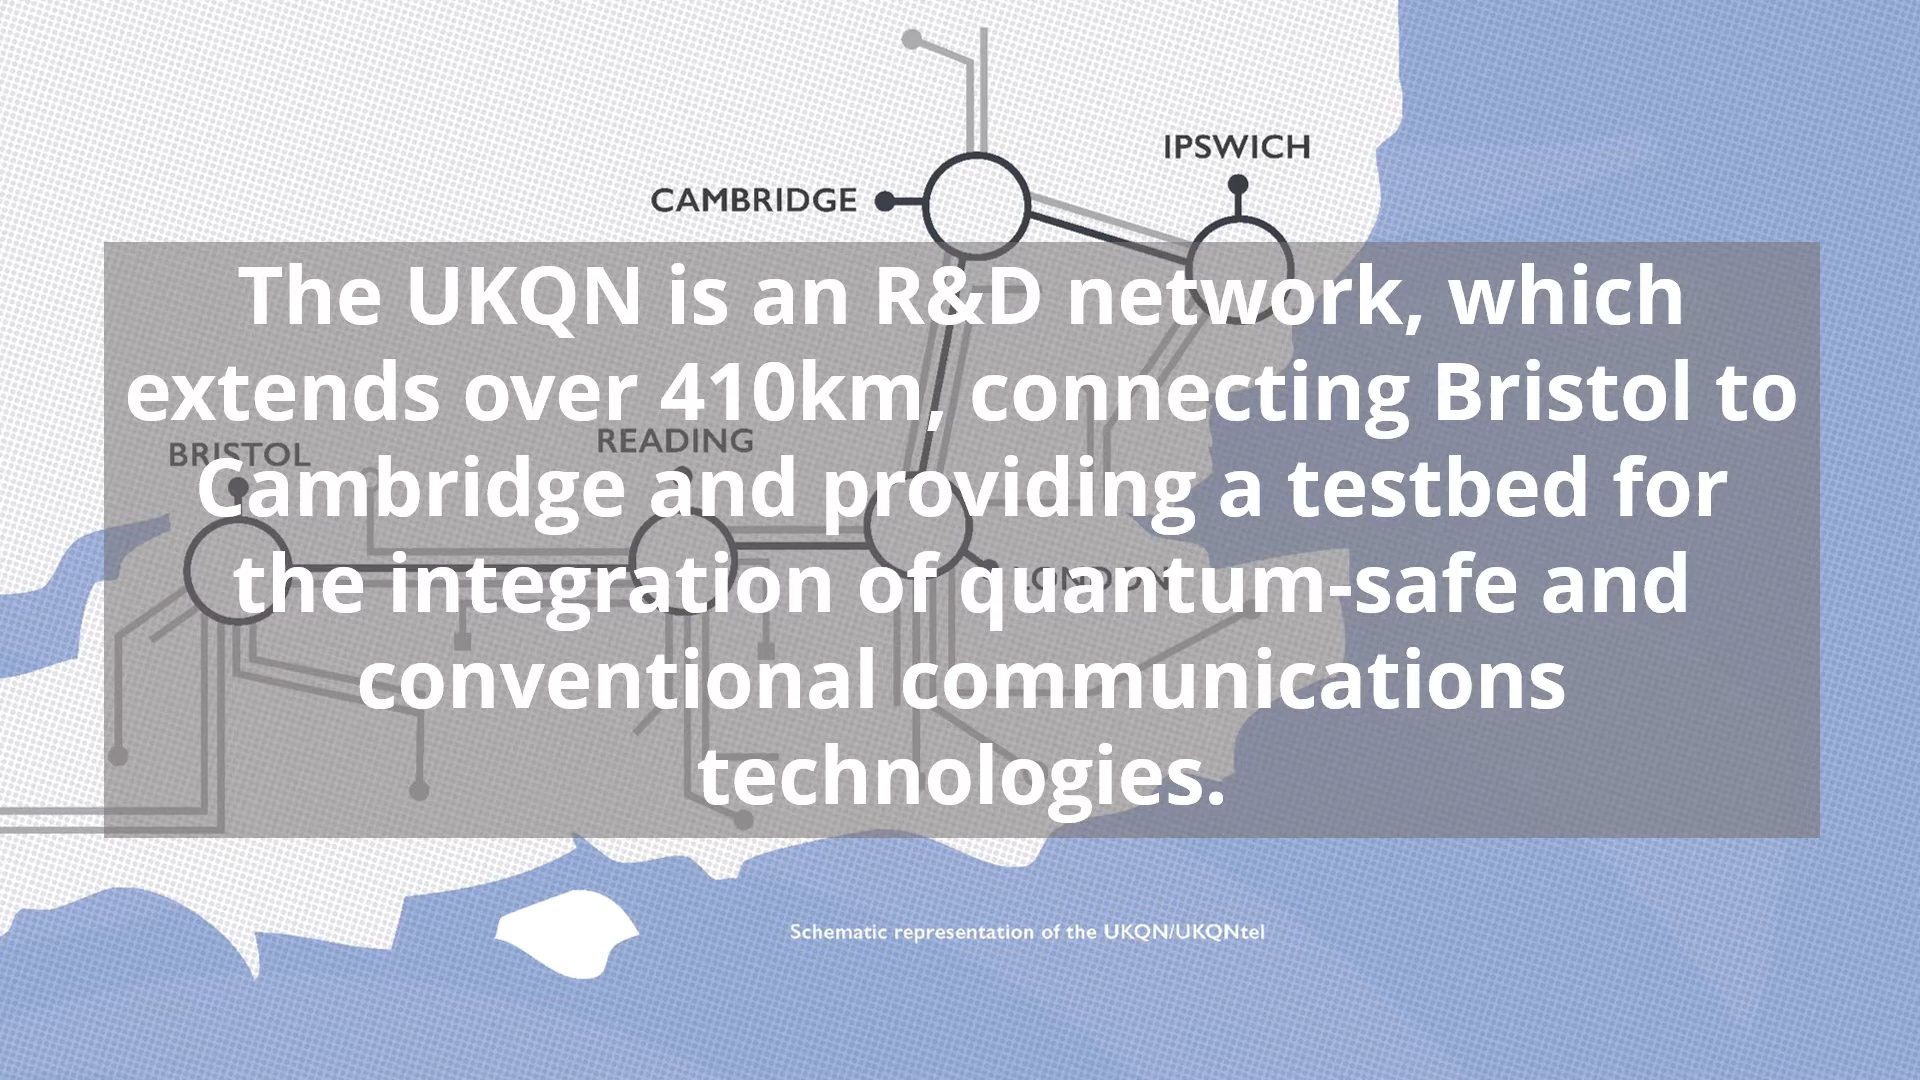 IPSWICH
CAMBRIDGE
The UKQN is an R&D network, which
extends over 410km, connecting Bristol to
BRISTOL
READING
Cambridge and providing a testbed for
the integration of quantum-safe and
LONDON
conventional communications
technologies.
Schematic representation of the UKQN/UKQNtel